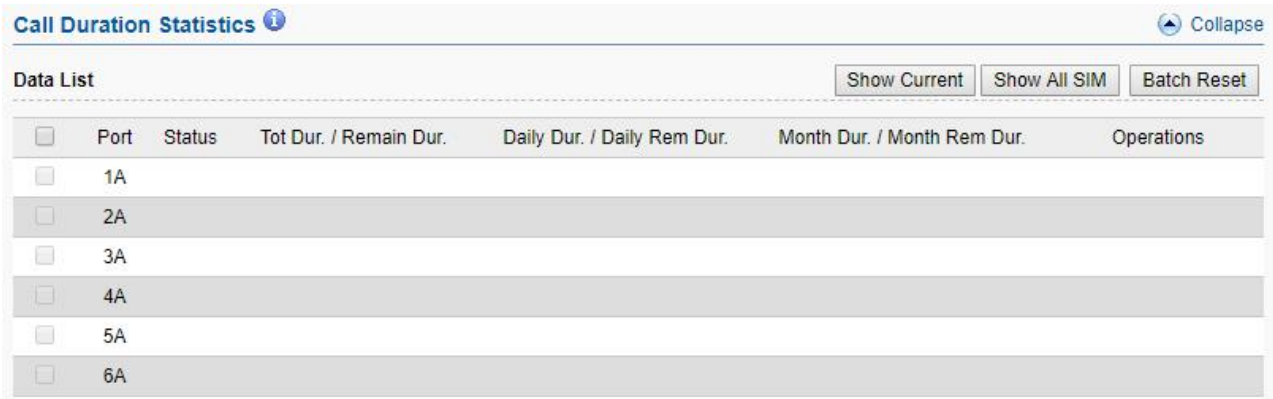 Call Duration Statistics Collapse
Data List Show Current Show All SIM Batch Reset
Port Status Tot Dur. / Remain Dur. Daily Dur. / Daily Rem Dur. Month Dur. / Month Rem Dur. Operations
1A
2A
3A
4A
5A
6A